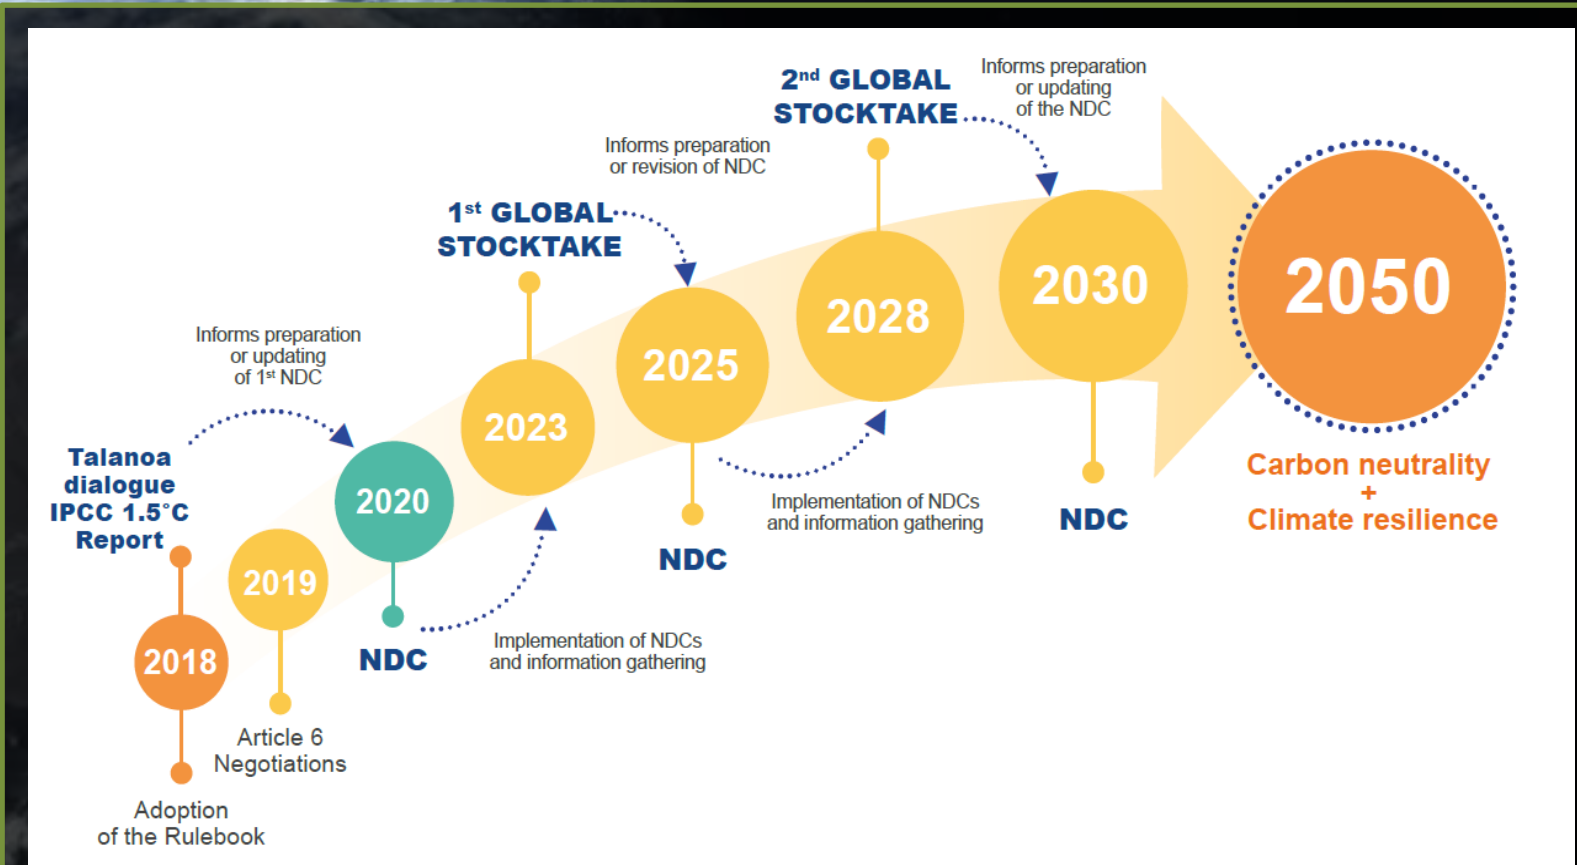 Talanoa
dialogue
IPCC 1.5°C
Report
2018
Adoption
of the Rulebook
2019
Article 6
Negotiations
Informs preparation
or updating
of 1st NDC
2020
NDC
Implementation of NDCs
and information gathering
1st GLOBAL
STOCKTAKE
2023
Informs preparation
or revision of NDC
2025
NDC
Implementation of NDCs
and information gathering
2nd GLOBAL
STOCKTAKE
2028
Informs preparation
or updating
of the NDC
2030
NDC
2050
Carbon neutrality
+
Climate resilience